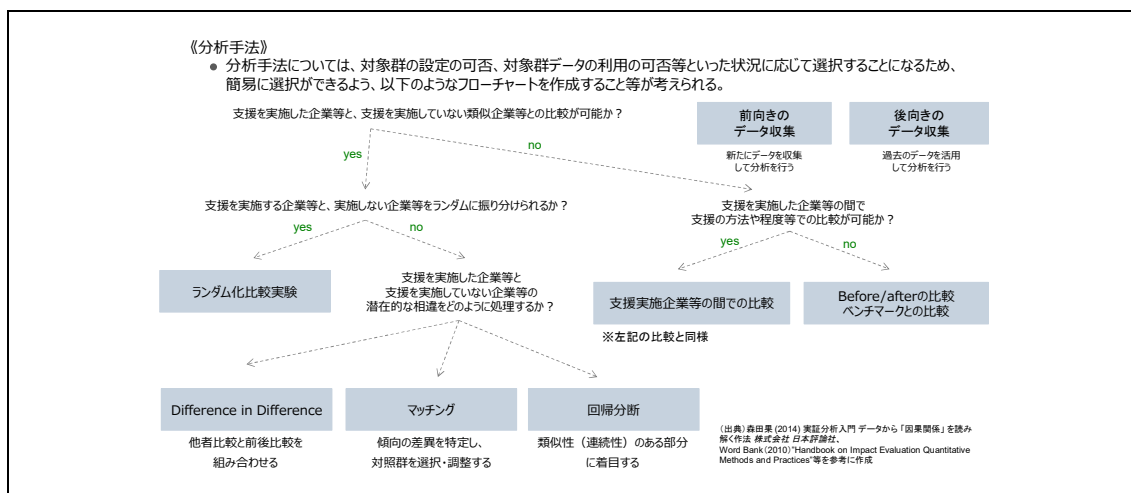 《分析手法》
● 分析手法については、対象群の設定の可否、対象群データの利用の可否等といった状況に応じて選択することになるため、
簡易に選択ができるよう、以下のようなフローチャートを作成すること等が考えられる。
支援を実施した企業等と、支援を実施していない類似企業等との比較が可能か？
前向きの
データ収集
新たにデータを収集
して分析を行う
後向きの
データ収集
過去のデータを活用
して分析を行う
yes
no
支援を実施する企業等と、実施しない企業等をランダムに振り分けられるか？
支援を実施した企業等の間で
支援の方法や程度等での比較が可能か？
yes
no
yes
no
ランダム化比較実験
支援を実施した企業等と
支援を実施していない企業等の
潜在的な相違をどのように処理するか？
支援実施企業等の間での比較
※左記の比較と同様
Before/afterの比較
ベンチマークとの比較
Difference in Difference
他者比較と前後比較を
組み合わせる
マッチング
傾向の差異を特定し、
対照群を選択・調整する
回帰分断
類似性（連続性）のある部分
に着目する
（出典）森田果 (2014) 実証分析入門 データから「因果関係」を読み
解く作法 株式会社 日本評論社、
Word Bank（2010）"Handbook on Impact Evaluation Quantitative
Methods and Practices"等を参考に作成